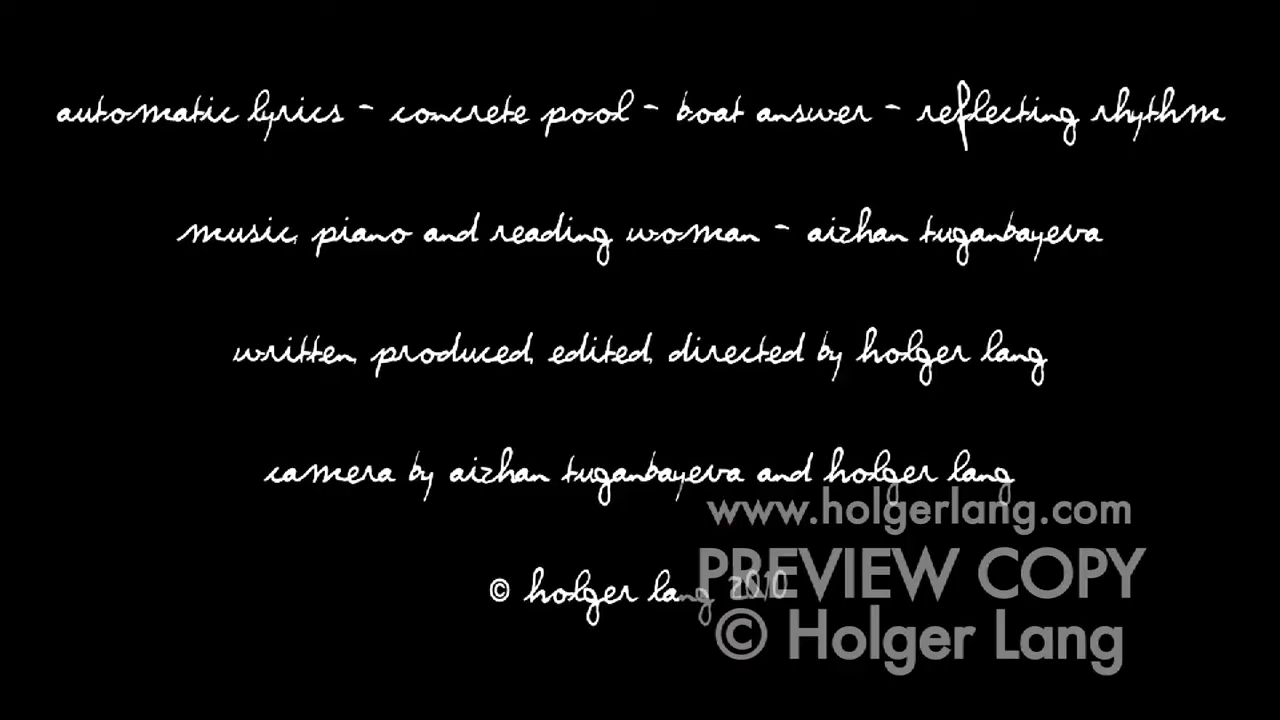 automatic lyrics - concrete pool - boat answer - reflecting rhythm
music, piano and reading woman - aizhan tuganbayeva
written, produced, edited, directed by holger lang
camera by aizhan tuganbayeva and holger lang
www.holgerlang.com
© holger lang 2010
PREVIEW COPY
© Holger Lang